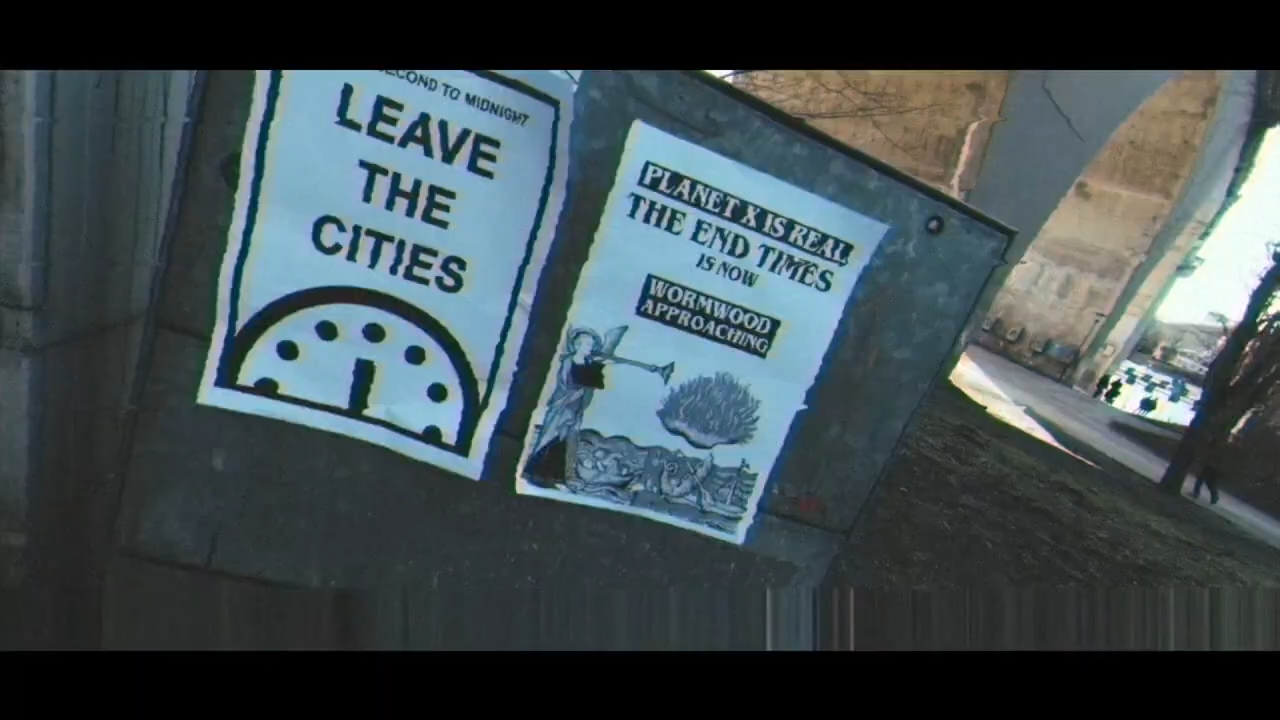 SECOND TO MIDNIGHT
LEAVE
THE
CITIES
PLANET X IS REAL
THE END TIMES
IS NOW
WORMWOOD
APPROACHING